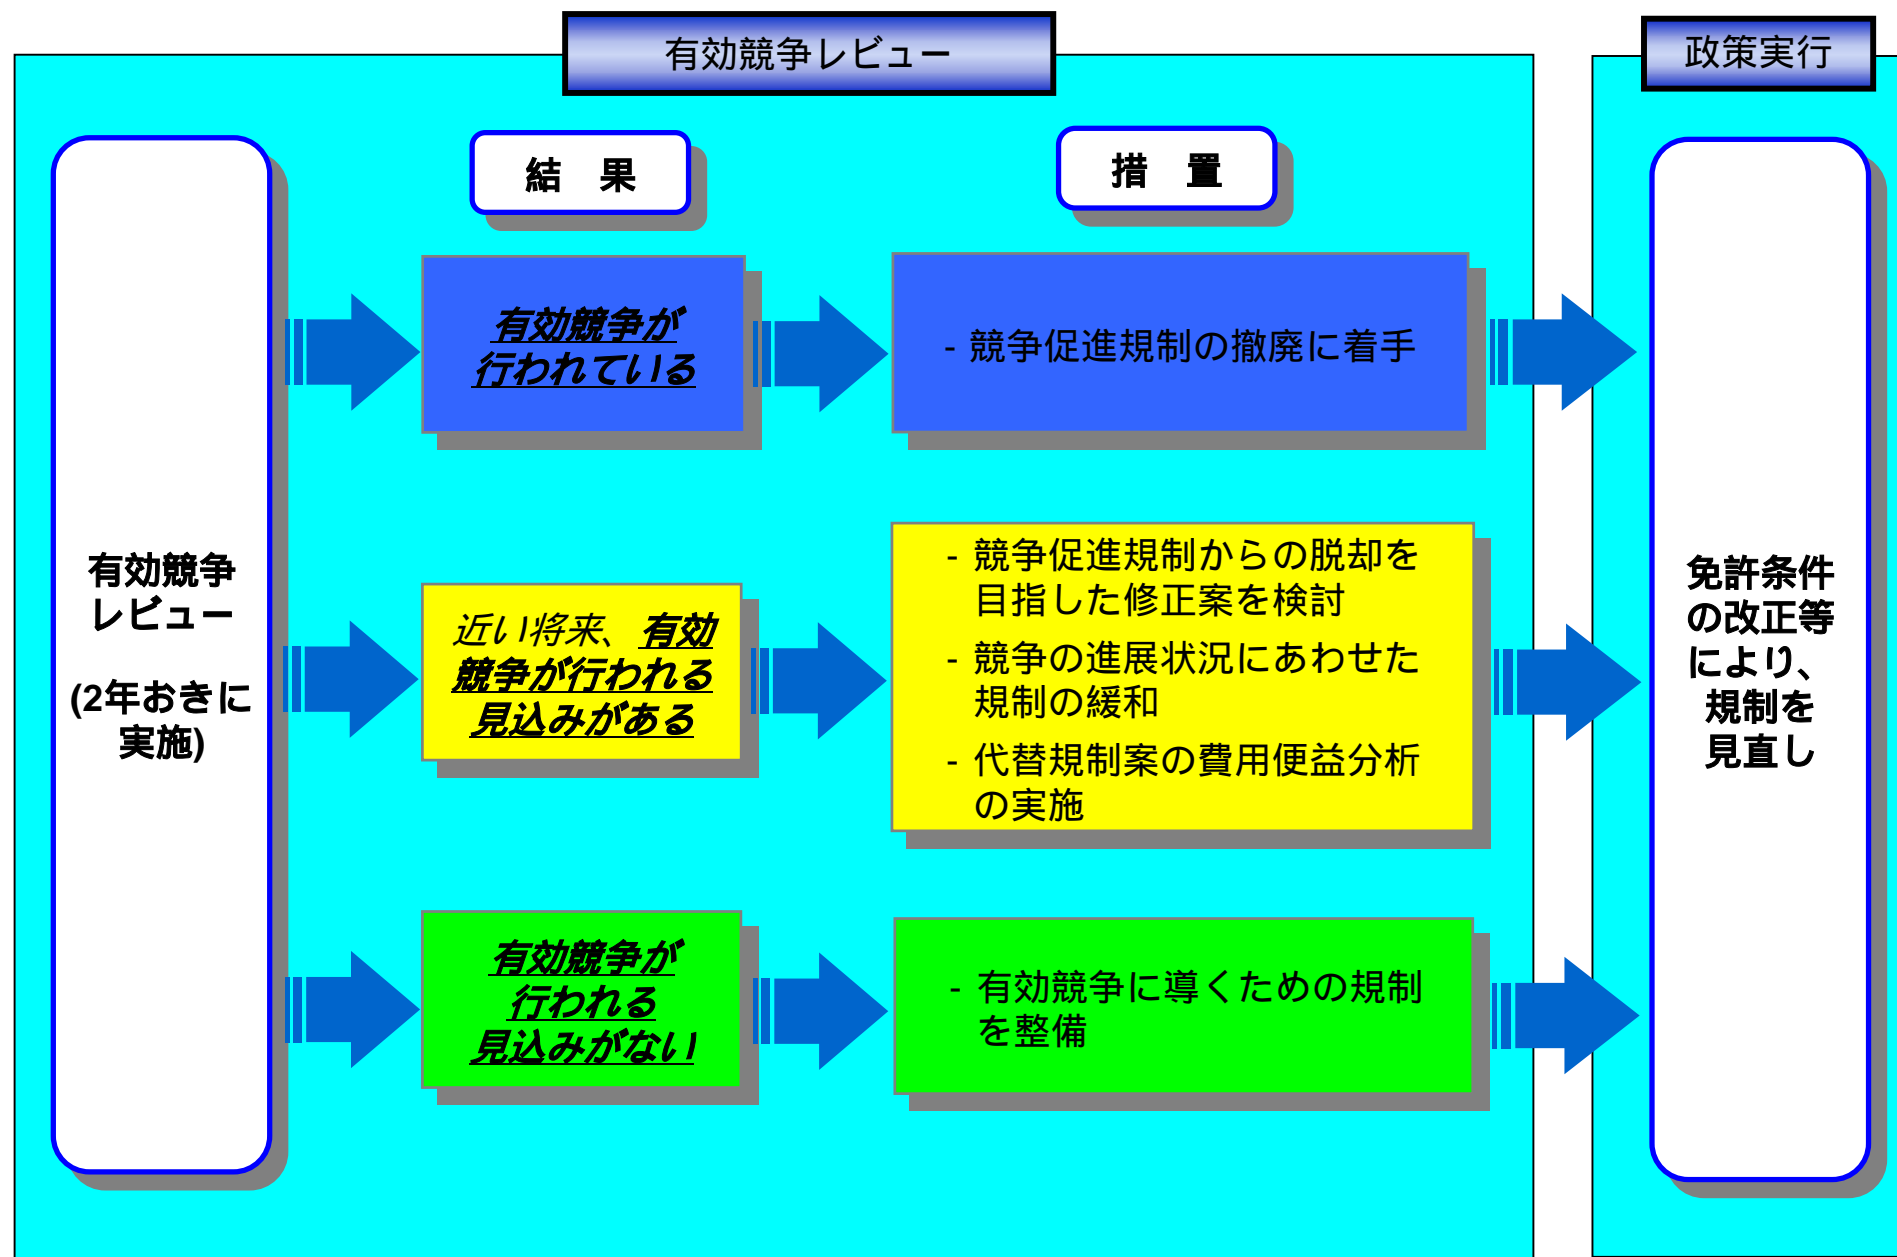 有効競争レビュー
政策実行
結　果
措　置
有効競争
レビュー
(2年おきに
実施)
有効競争が
行われている
- 競争促進規制の撤廃に着手
近い将来、有効
競争が行われる
見込みがある
- 競争促進規制からの脱却を
目指した修正案を検討
- 競争の進展状況にあわせた
規制の緩和
- 代替規制案の費用便益分析
の実施
有効競争が
行われる
見込みがない
- 有効競争に導くための規制
を整備
免許条件
の改正等
により、
規制を
見直し